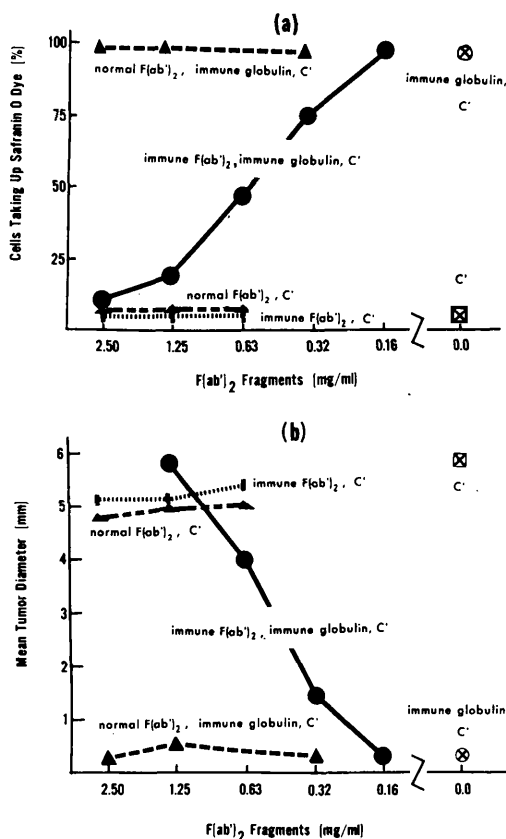 (a)
Cells Taking Up Safranin O Dye (%)
100
75
50
25
normal F(ab')2, immune globulin, C'
immune globulin,
C'
immune F(ab')2, immune globulin, C'
C'
normal F(ab')2, C'
immune F(ab')2, C'
2.50 1.25 0.63 0.32 0.16 0.0
F(ab')2 Fragments (mg/ml)
(b)
Mean Tumor Diameter (mm)
6
5
4
3
2
1
immune F(ab')2, C'
C'
normal F(ab')2, C'
immune F(ab')2, immune globulin, C'
immune globulin
C'
normal F(ab')2, immune globulin, C'
2.50 1.25 0.63 0.32 0.16 0.0
F(ab')2 Fragments (mg/ml)